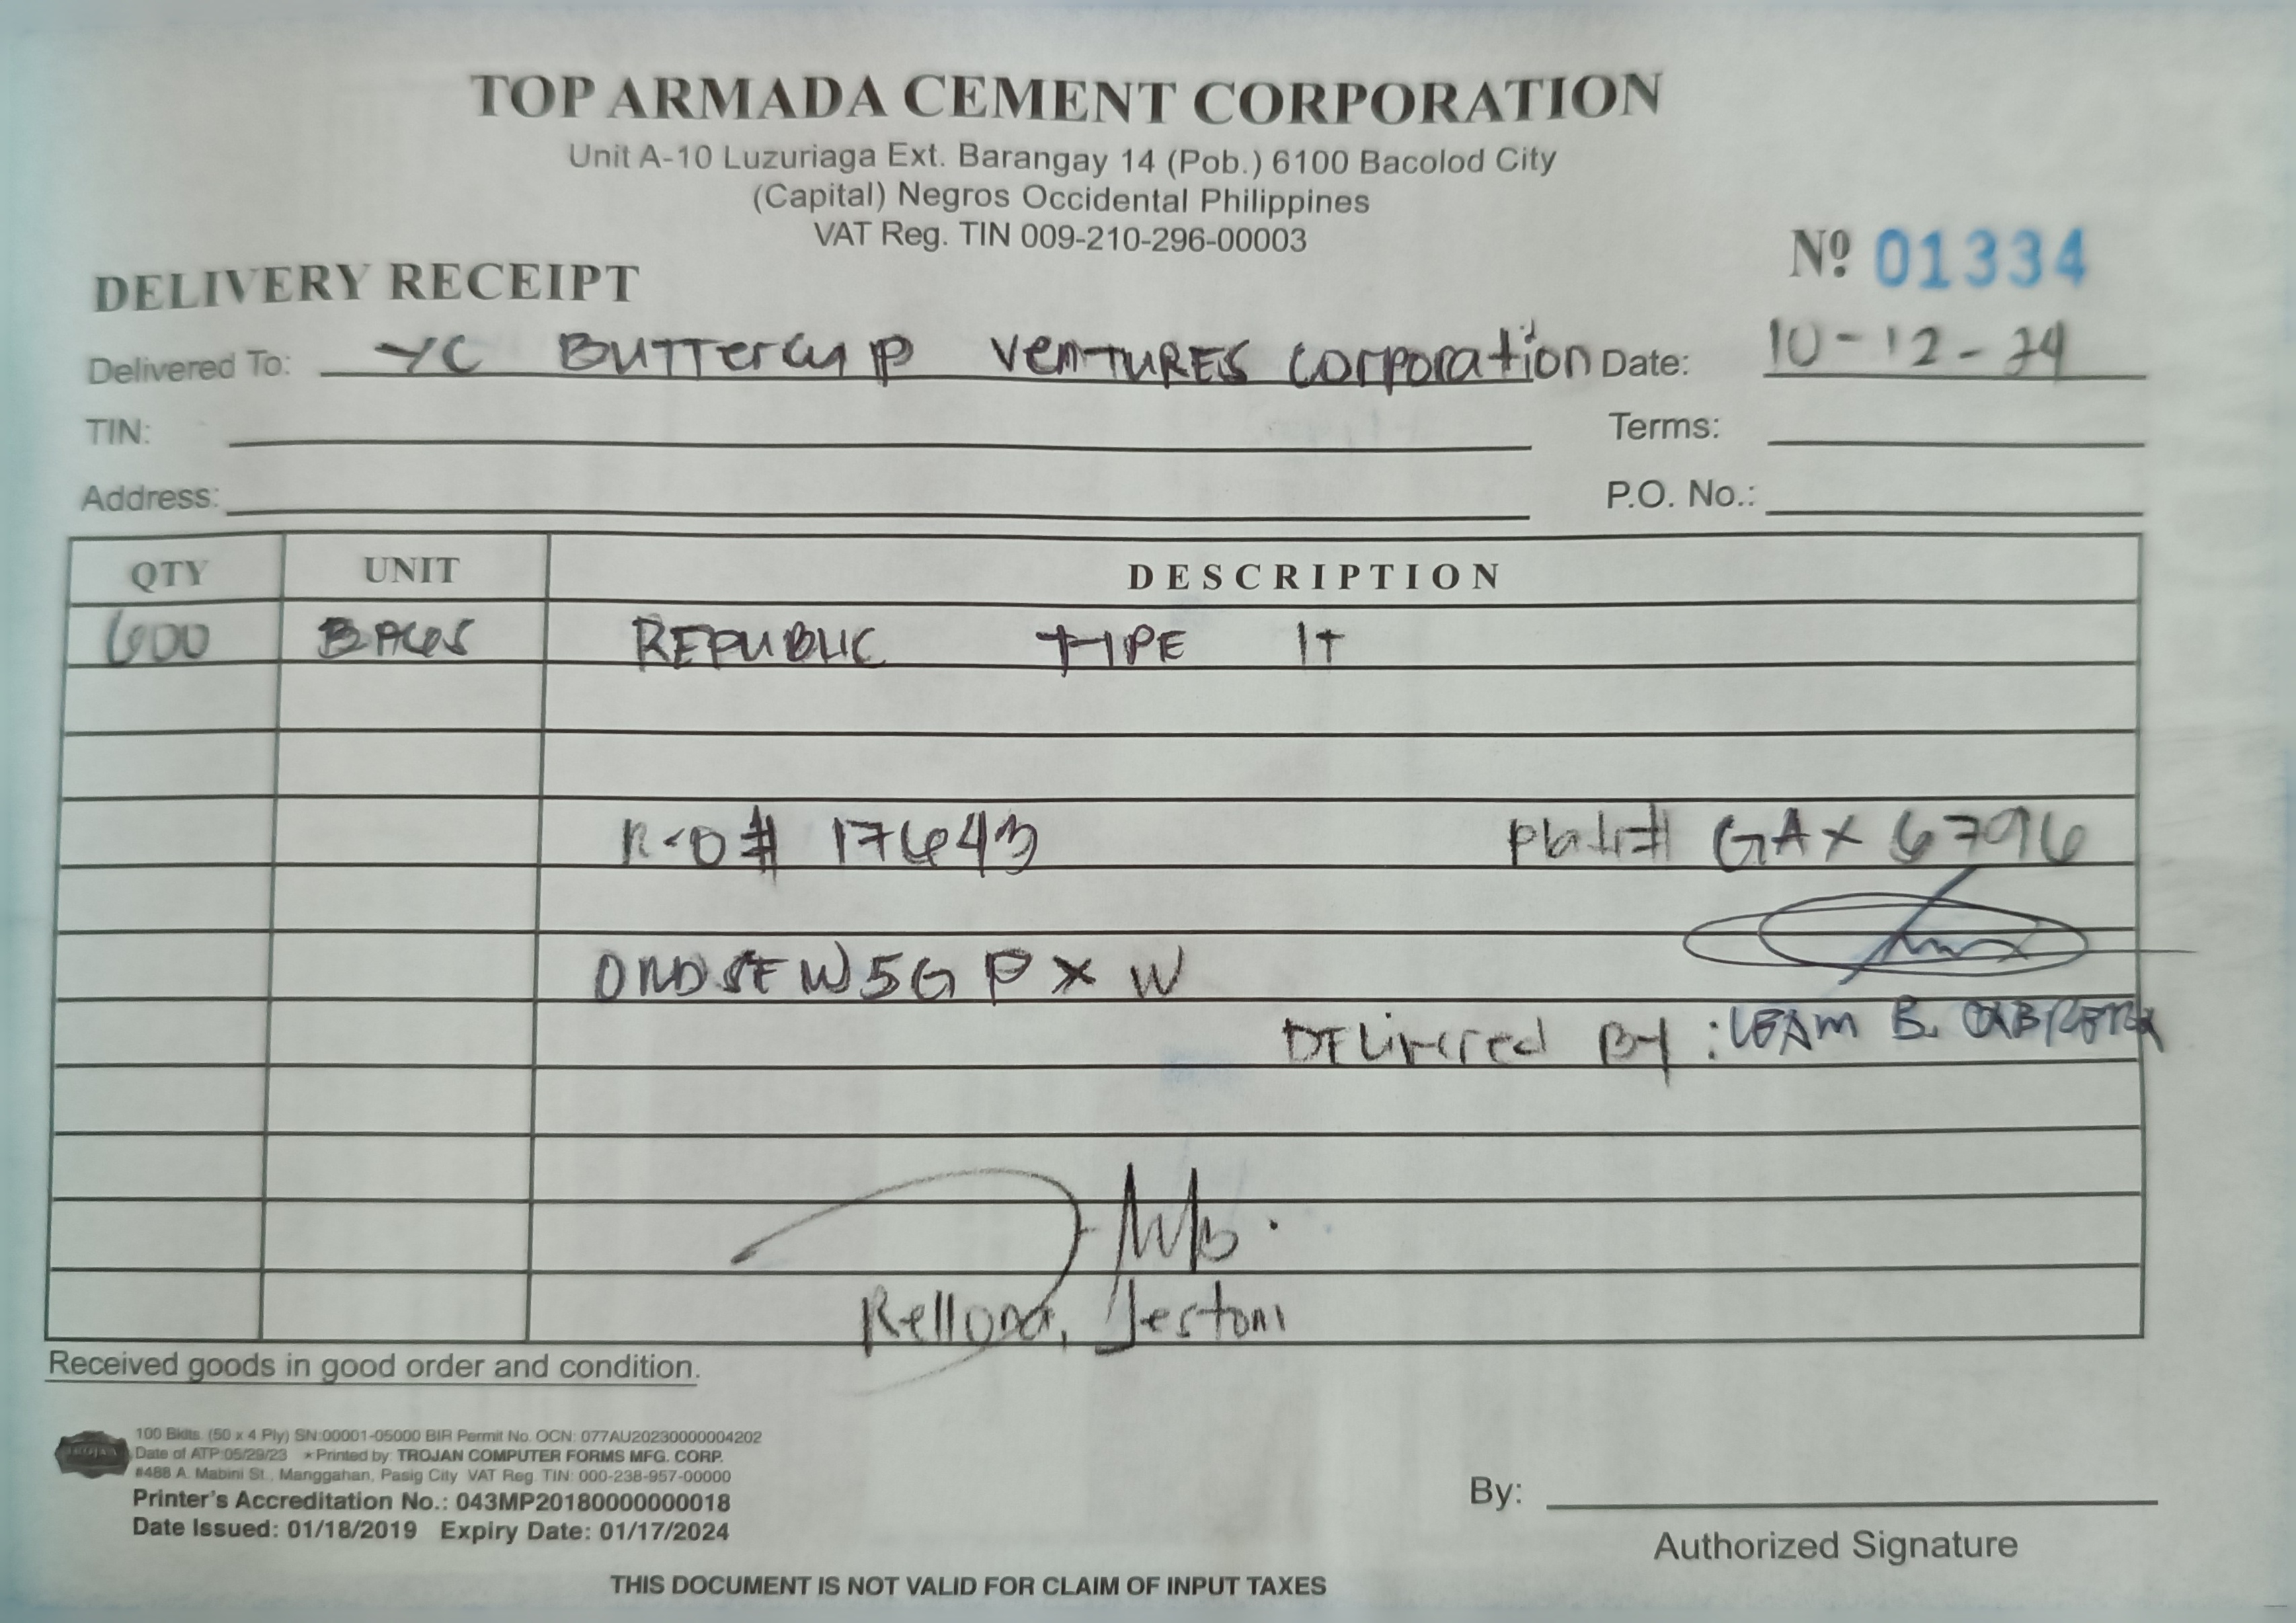 TOP ARMADA CEMENT CORPORATION
Unit A-10 Luzuriaga Ext. Barangay 14 (Pob.) 6100 Bacolod City
(Capital) Negros Occidental Philippines
VAT Reg. TIN 009-210-296-00003
Nº 01334
DELIVERY RECEIPT
Delivered To: YC BUTTERCUP VENTURES Corporation Date: 10-12-24
TIN: Terms:
Address: P.O. No.:
QTY UNIT DESCRIPTION
600 BAGS REPUBLIC TYPE 1T
17643 Plate# GAX 6796
Delivered By:
Rellona, Jestoni
Received goods in good order and condition.
100 Bklts. (50 x 4 Ply) SN:00001-05000 BIR Permit No. OCN: 077AU20230000004202
TROJAN Date of ATP:05/29/23 ★Printed by: TROJAN COMPUTER FORMS MFG. CORP.
#488 A. Mabini St., Manggahan, Pasig City VAT Reg. TIN: 000-238-957-00000
Printer's Accreditation No.: 043MP20180000000018
Date Issued: 01/18/2019 Expiry Date: 01/17/2024
By:
Authorized Signature
THIS DOCUMENT IS NOT VALID FOR CLAIM OF INPUT TAXES